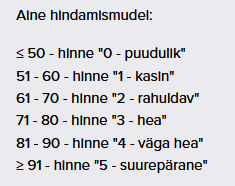 Aine hindamismudel:
≤ 50 - hinne "0 - puudulik"
51 - 60 - hinne "1 - kasin"
61 - 70 - hinne "2 - rahuldav"
71 - 80 - hinne "3 - hea"
81 - 90 - hinne "4 - väga hea"
≥ 91 - hinne "5 - suurepärane"